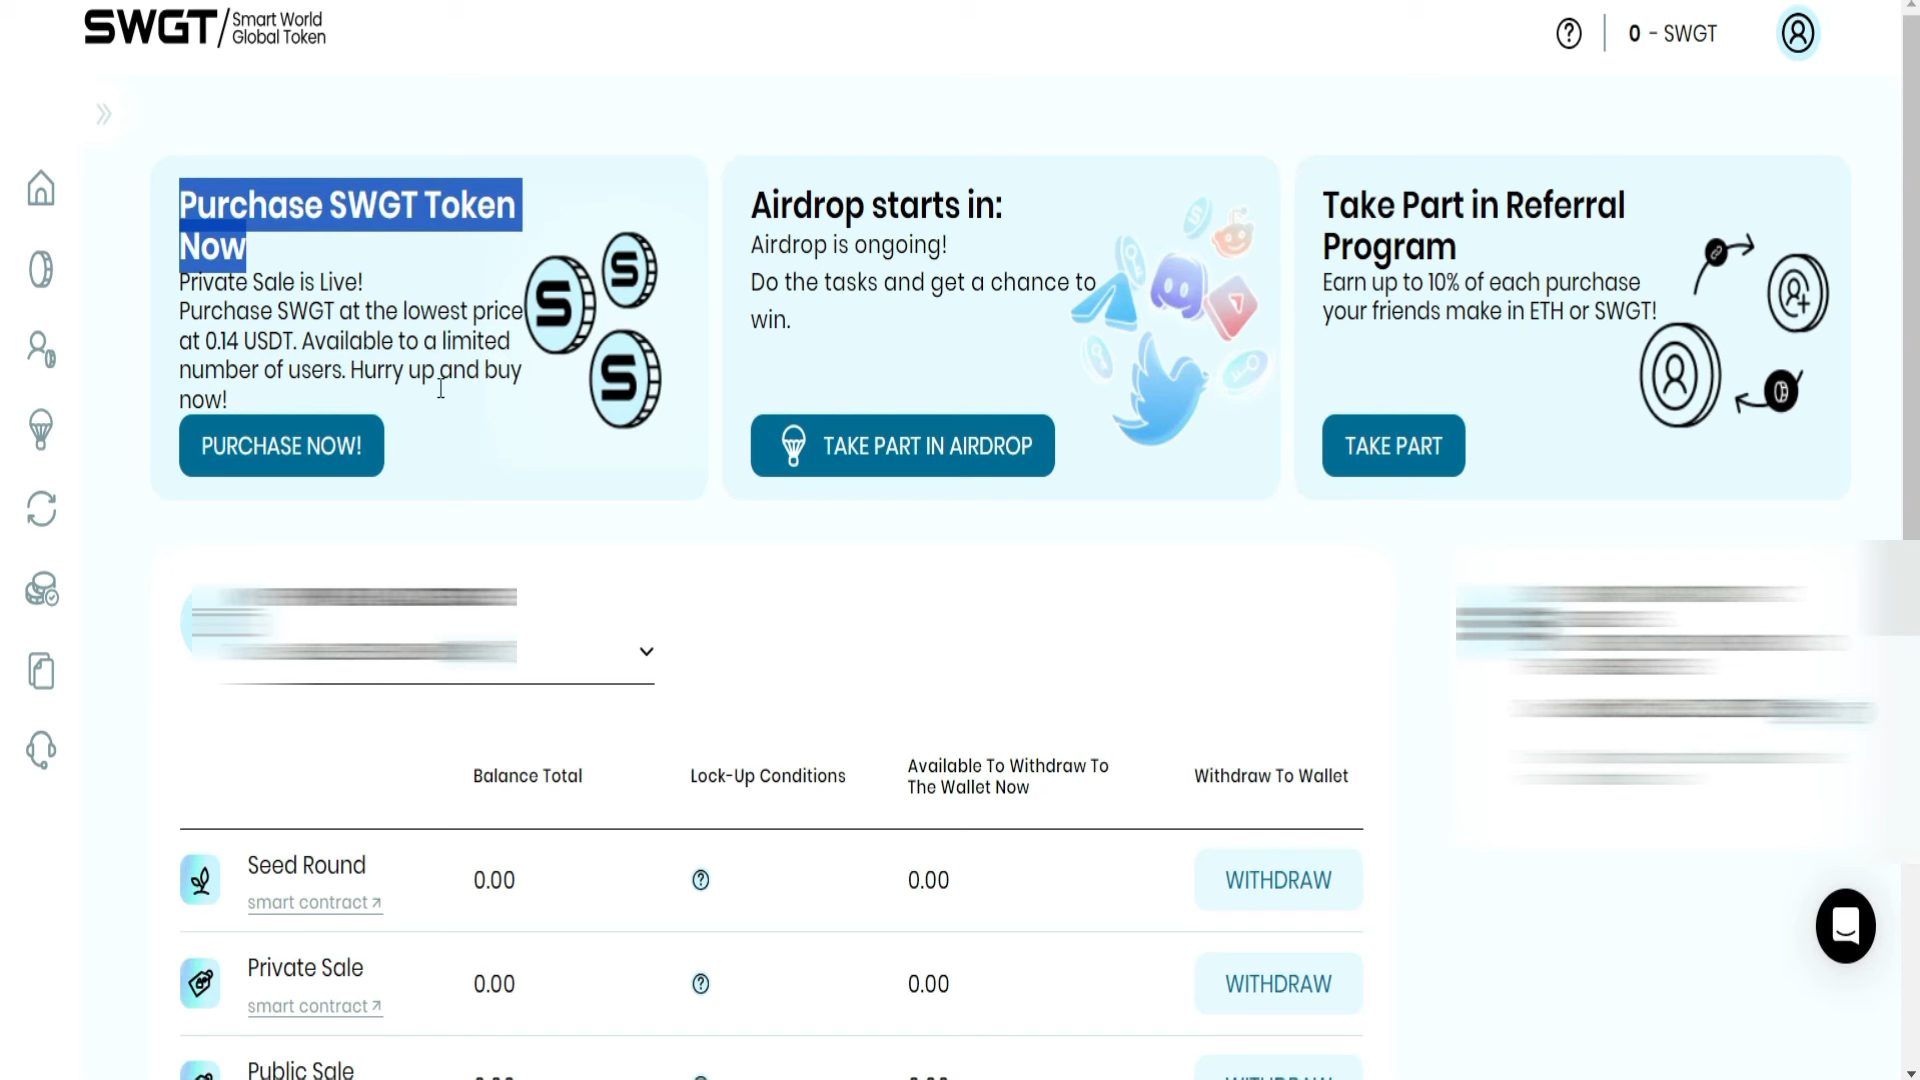 SWGT/ Smart World
Global Token
0 - SWGT
Purchase SWGT Token
Now
Private Sale is Live!
Purchase SWGT at the lowest price
at 0.14 USDT. Available to a limited
number of users. Hurry up and buy
now!
PURCHASE NOW!
Airdrop starts in:
Airdrop is ongoing!
Do the tasks and get a chance to
win.
TAKE PART IN AIRDROP
Take Part in Referral
Program
Earn up to 10% of each purchase
your friends make in ETH or SWGT!
TAKE PART
Balance Total
Lock-Up Conditions
Available To Withdraw To
The Wallet Now
Withdraw To Wallet
Seed Round
smart contract
0.00
0.00
WITHDRAW
Private Sale
smart contract
0.00
0.00
WITHDRAW
Public Sale